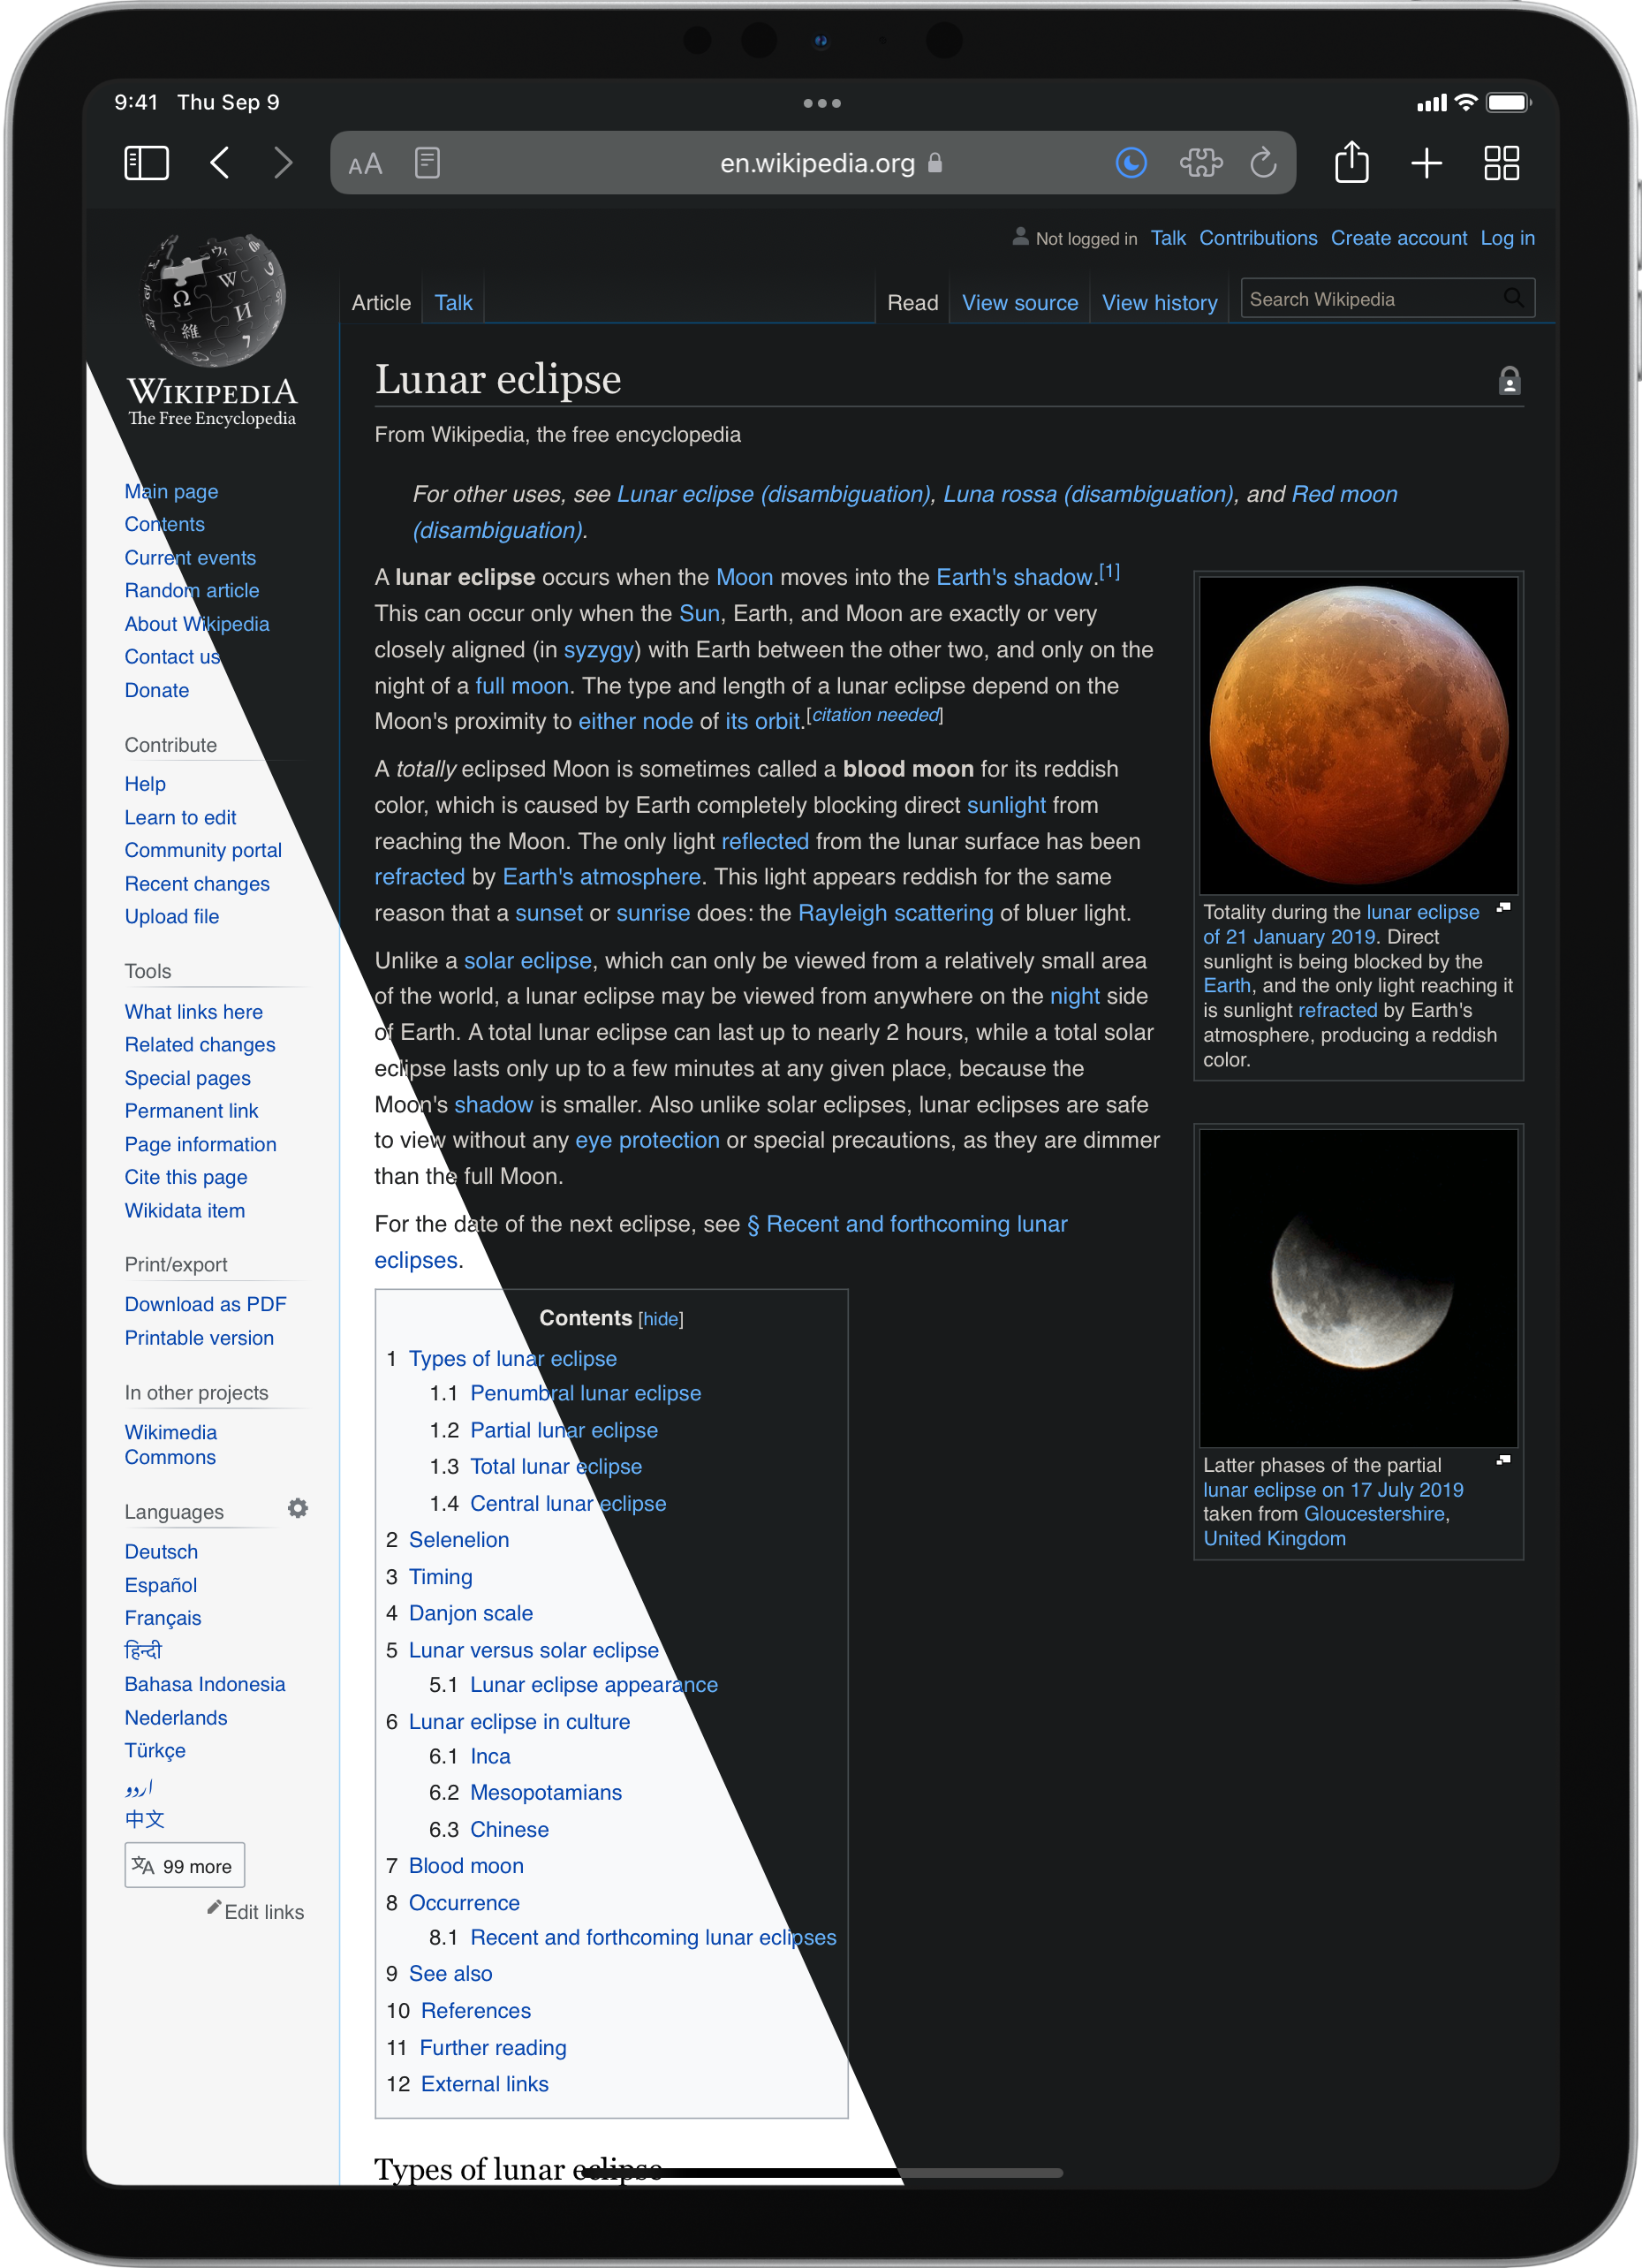 9:41 Thu Sep 9
AA en.wikipedia.org
Not logged in Talk Contributions Create account Log in
Article Talk Read View source View history Search Wikipedia
Ω W И 維 7
WIKIPEDIA
The Free Encyclopedia
Main page
Contents
Current events
Random article
About Wikipedia
Contact us
Donate
Contribute
Help
Learn to edit
Community portal
Recent changes
Upload file
Tools
What links here
Related changes
Special pages
Permanent link
Page information
Cite this page
Wikidata item
Print/export
Download as PDF
Printable version
In other projects
Wikimedia
Commons
Languages
Deutsch
Español
Français
हिन्दी
Bahasa Indonesia
Nederlands
Türkçe
اردو
中文
文A 99 more
Edit links
Lunar eclipse
From Wikipedia, the free encyclopedia
For other uses, see Lunar eclipse (disambiguation), Luna rossa (disambiguation), and Red moon
(disambiguation).
A lunar eclipse occurs when the Moon moves into the Earth's shadow.[1]
This can occur only when the Sun, Earth, and Moon are exactly or very
closely aligned (in syzygy) with Earth between the other two, and only on the
night of a full moon. The type and length of a lunar eclipse depend on the
Moon's proximity to either node of its orbit.[citation needed]
A totally eclipsed Moon is sometimes called a blood moon for its reddish
color, which is caused by Earth completely blocking direct sunlight from
reaching the Moon. The only light reflected from the lunar surface has been
refracted by Earth's atmosphere. This light appears reddish for the same
reason that a sunset or sunrise does: the Rayleigh scattering of bluer light.
Unlike a solar eclipse, which can only be viewed from a relatively small area
of the world, a lunar eclipse may be viewed from anywhere on the night side
of Earth. A total lunar eclipse can last up to nearly 2 hours, while a total solar
eclipse lasts only up to a few minutes at any given place, because the
Moon's shadow is smaller. Also unlike solar eclipses, lunar eclipses are safe
to view without any eye protection or special precautions, as they are dimmer
than the full Moon.
For the date of the next eclipse, see § Recent and forthcoming lunar
eclipses.
Contents [hide]
1 Types of lunar eclipse
1.1 Penumbral lunar eclipse
1.2 Partial lunar eclipse
1.3 Total lunar eclipse
1.4 Central lunar eclipse
2 Selenelion
3 Timing
4 Danjon scale
5 Lunar versus solar eclipse
5.1 Lunar eclipse appearance
6 Lunar eclipse in culture
6.1 Inca
6.2 Mesopotamians
6.3 Chinese
7 Blood moon
8 Occurrence
8.1 Recent and forthcoming lunar eclipses
9 See also
10 References
11 Further reading
12 External links
Types of lunar eclipse
Totality during the lunar eclipse
of 21 January 2019. Direct
sunlight is being blocked by the
Earth, and the only light reaching it
is sunlight refracted by Earth's
atmosphere, producing a reddish
color.
Latter phases of the partial
lunar eclipse on 17 July 2019
taken from Gloucestershire,
United Kingdom